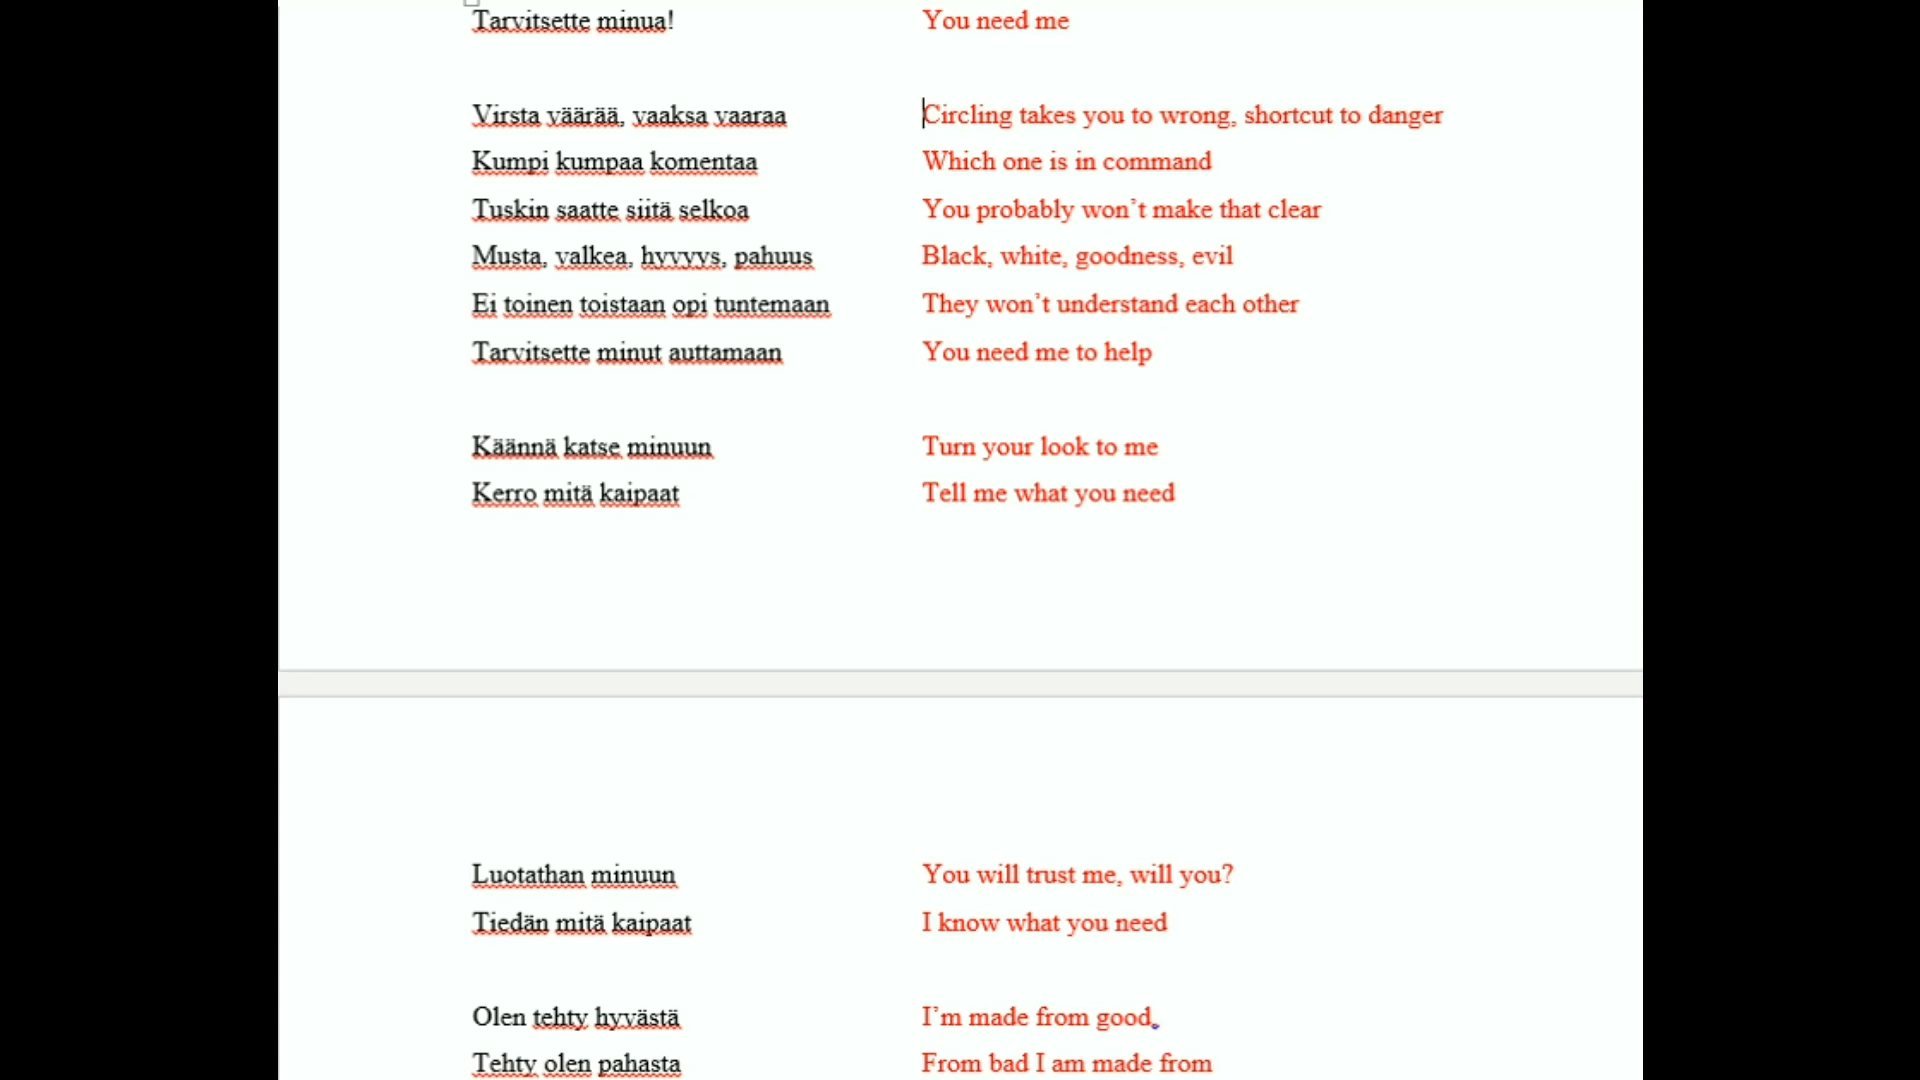 Tarvitsette minua! You need me
Virsta väärää, vaaksa vaaraa Circling takes you to wrong, shortcut to danger
Kumpi kumpaa komentaa Which one is in command
Tuskin saatte siitä selkoa You probably won’t make that clear
Musta, valkea, hyvyys, pahuus Black, white, goodness, evil
Ei toinen toistaan opi tuntemaan They won’t understand each other
Tarvitsette minut auttamaan You need me to help
Käännä katse minuun Turn your look to me
Kerro mitä kaipaat Tell me what you need
Luotathan minuun You will trust me, will you?
Tiedän mitä kaipaat I know what you need
Olen tehty hyvästä I’m made from good,
Tehty olen pahasta From bad I am made from